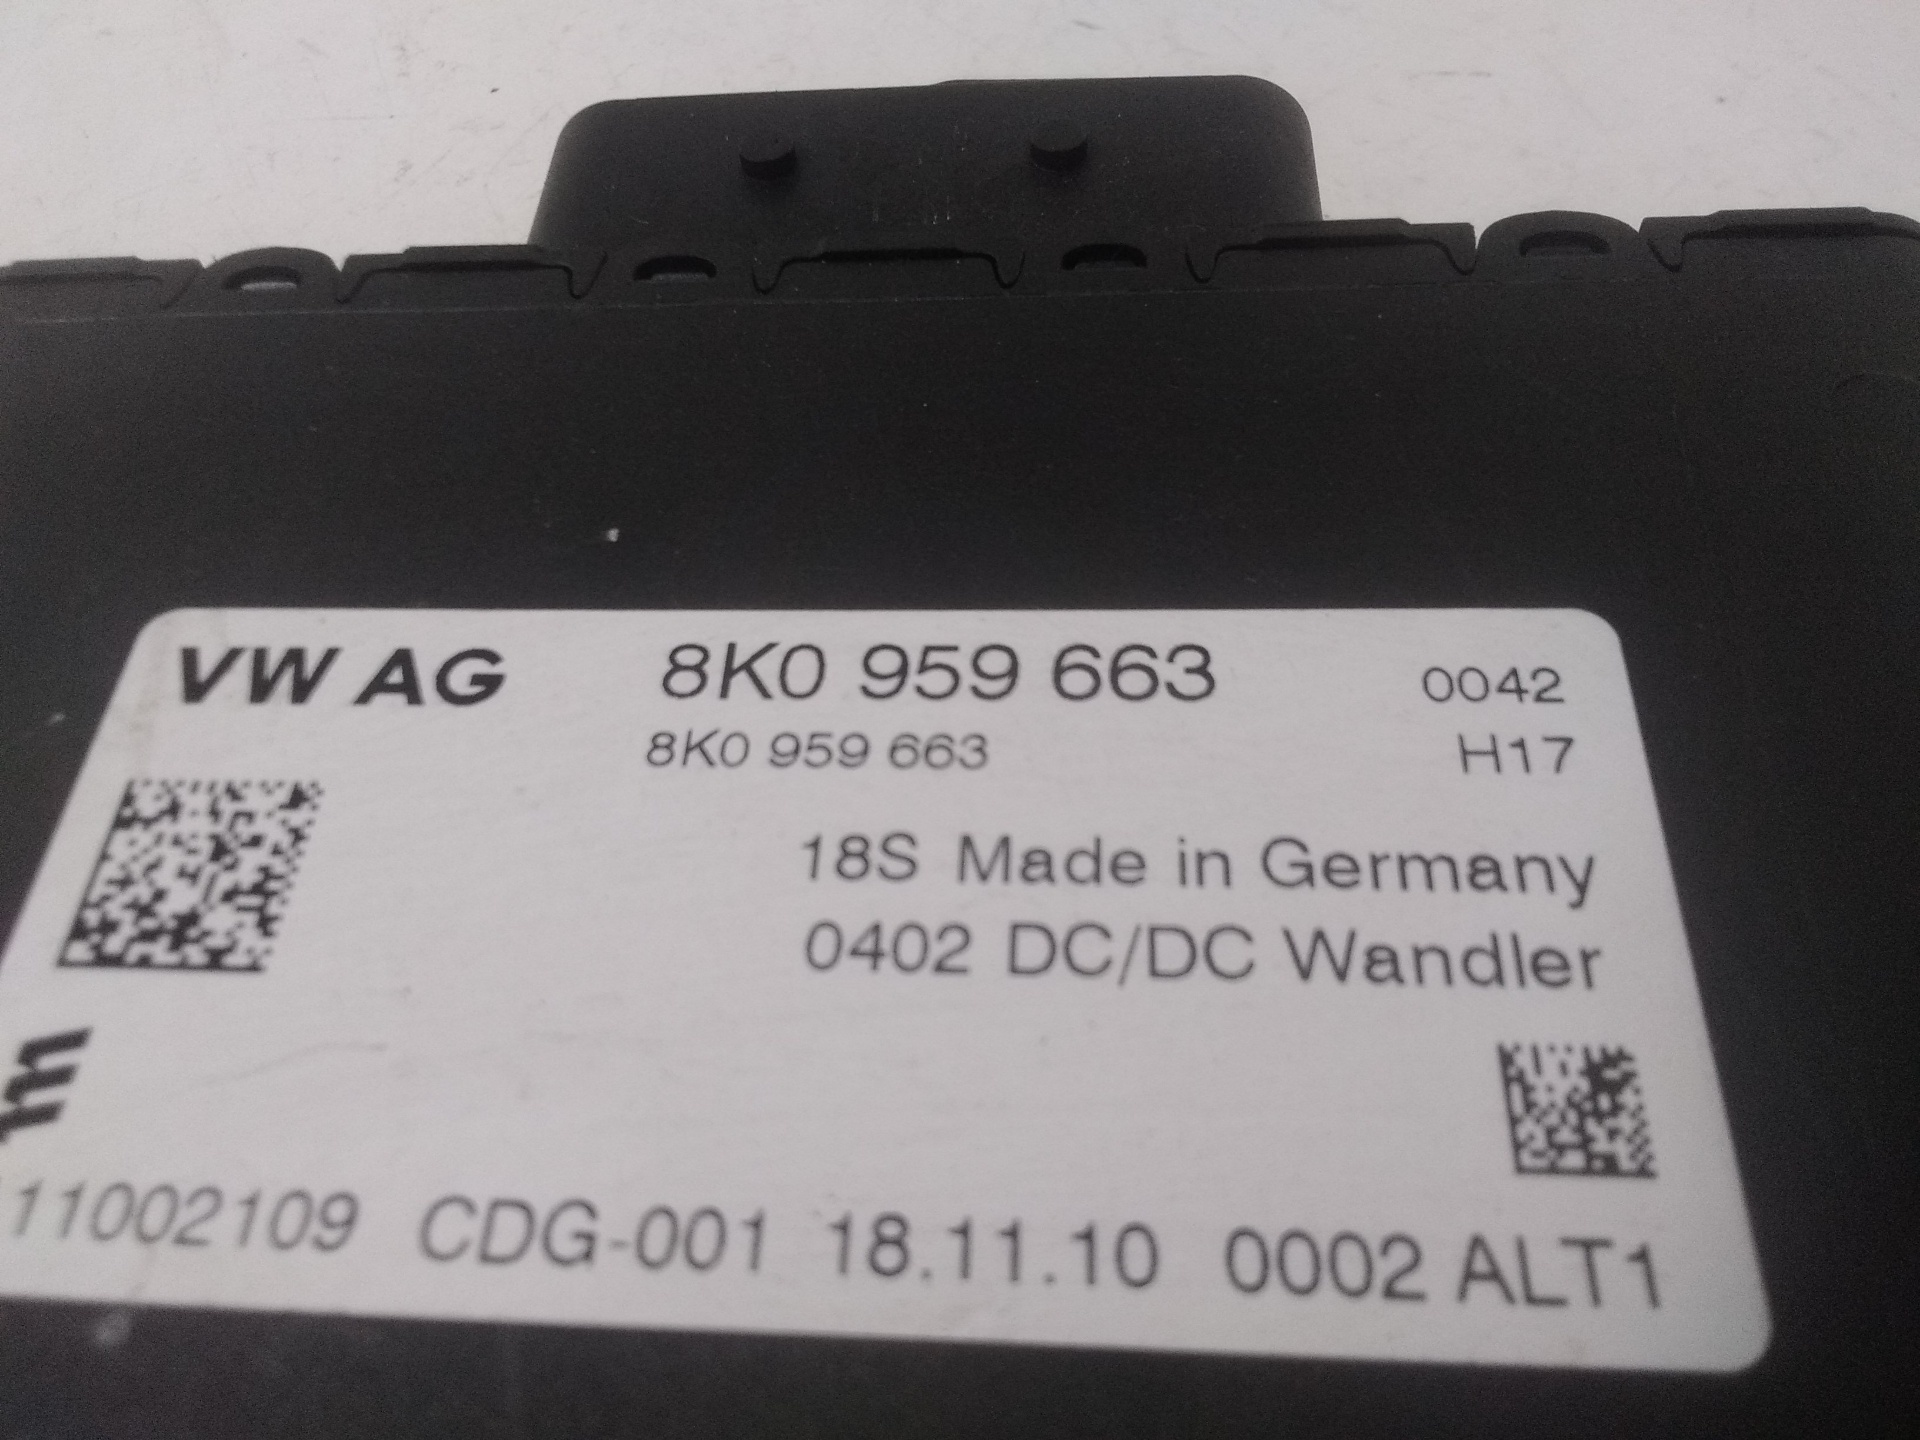 VW AG 8K0 959 663 0042
8K0 959 663 H17
18S Made in Germany
0402 DC/DC Wandler
m
11002109 CDG-001 18.11.10 0002 ALT1